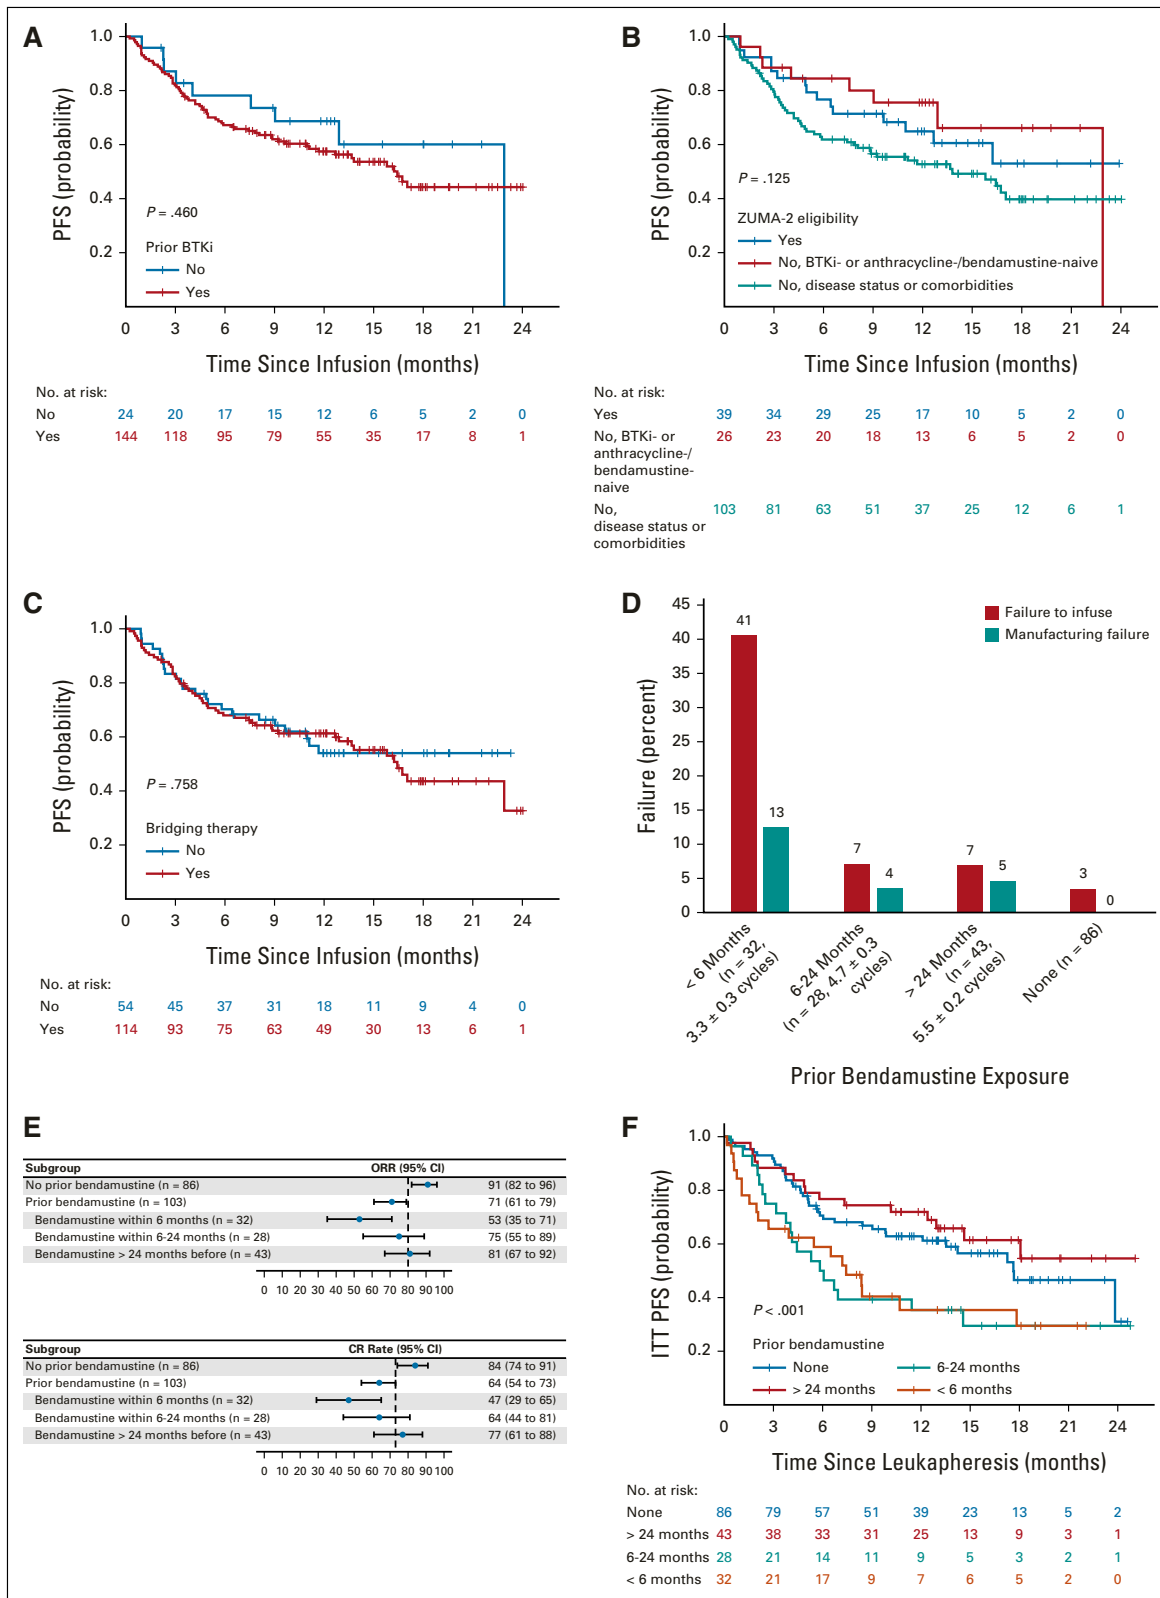 A
1.0
0.8
0.6
0.4
0.2
PFS (probability)
P = .460
Prior BTKi
No
Yes
0 3 6 9 12 15 18 21 24
Time Since Infusion (months)
No. at risk:
No 24 20 17 15 12 6 5 2 0
Yes 144 118 95 79 55 35 17 8 1
B
1.0
0.8
0.6
0.4
0.2
PFS (probability)
P = .125
ZUMA-2 eligibility
Yes
No, BTKi- or anthracycline-/bendamustine-naive
No, disease status or comorbidities
0 3 6 9 12 15 18 21 24
Time Since Infusion (months)
No. at risk:
Yes 39 34 29 25 17 10 5 2 0
No, BTKi- or 26 23 20 18 13 6 5 2 0
anthracycline-/
bendamustine-
naive
No, 103 81 63 51 37 25 12 6 1
disease status or
comorbidities
C
1.0
0.8
0.6
0.4
0.2
PFS (probability)
P = .758
Bridging therapy
No
Yes
0 3 6 9 12 15 18 21 24
Time Since Infusion (months)
No. at risk:
No 54 45 37 31 18 11 9 4 0
Yes 114 93 75 63 49 30 13 6 1
D
45
40
35
30
25
20
15
10
5
0
Failure (percent)
Failure to infuse
Manufacturing failure
41
13
7
4
7
5
3
0
< 6 Months
(n = 32,
3.3 ± 0.3 cycles)
6-24 Months
(n = 28, 4.7 ± 0.3
cycles)
> 24 Months
(n = 43,
5.5 ± 0.2 cycles)
None (n = 86)
Prior Bendamustine Exposure
E
Subgroup ORR (95% CI)
No prior bendamustine (n = 86) 91 (82 to 96)
Prior bendamustine (n = 103) 71 (61 to 79)
Bendamustine within 6 months (n = 32) 53 (35 to 71)
Bendamustine within 6-24 months (n = 28) 75 (55 to 89)
Bendamustine > 24 months before (n = 43) 81 (67 to 92)
0 10 20 30 40 50 60 70 80 90 100
Subgroup CR Rate (95% CI)
No prior bendamustine (n = 86) 84 (74 to 91)
Prior bendamustine (n = 103) 64 (54 to 73)
Bendamustine within 6 months (n = 32) 47 (29 to 65)
Bendamustine within 6-24 months (n = 28) 64 (44 to 81)
Bendamustine > 24 months before (n = 43) 77 (61 to 88)
0 10 20 30 40 50 60 70 80 90 100
F
1.0
0.8
0.6
0.4
0.2
ITT PFS (probability)
P < .001
Prior bendamustine
None 6-24 months
> 24 months < 6 months
0 3 6 9 12 15 18 21 24
Time Since Leukapheresis (months)
No. at risk:
None 86 79 57 51 39 23 13 5 2
> 24 months 43 38 33 31 25 13 9 3 1
6-24 months 28 21 14 11 9 5 3 2 1
< 6 months 32 21 17 9 7 6 5 2 0